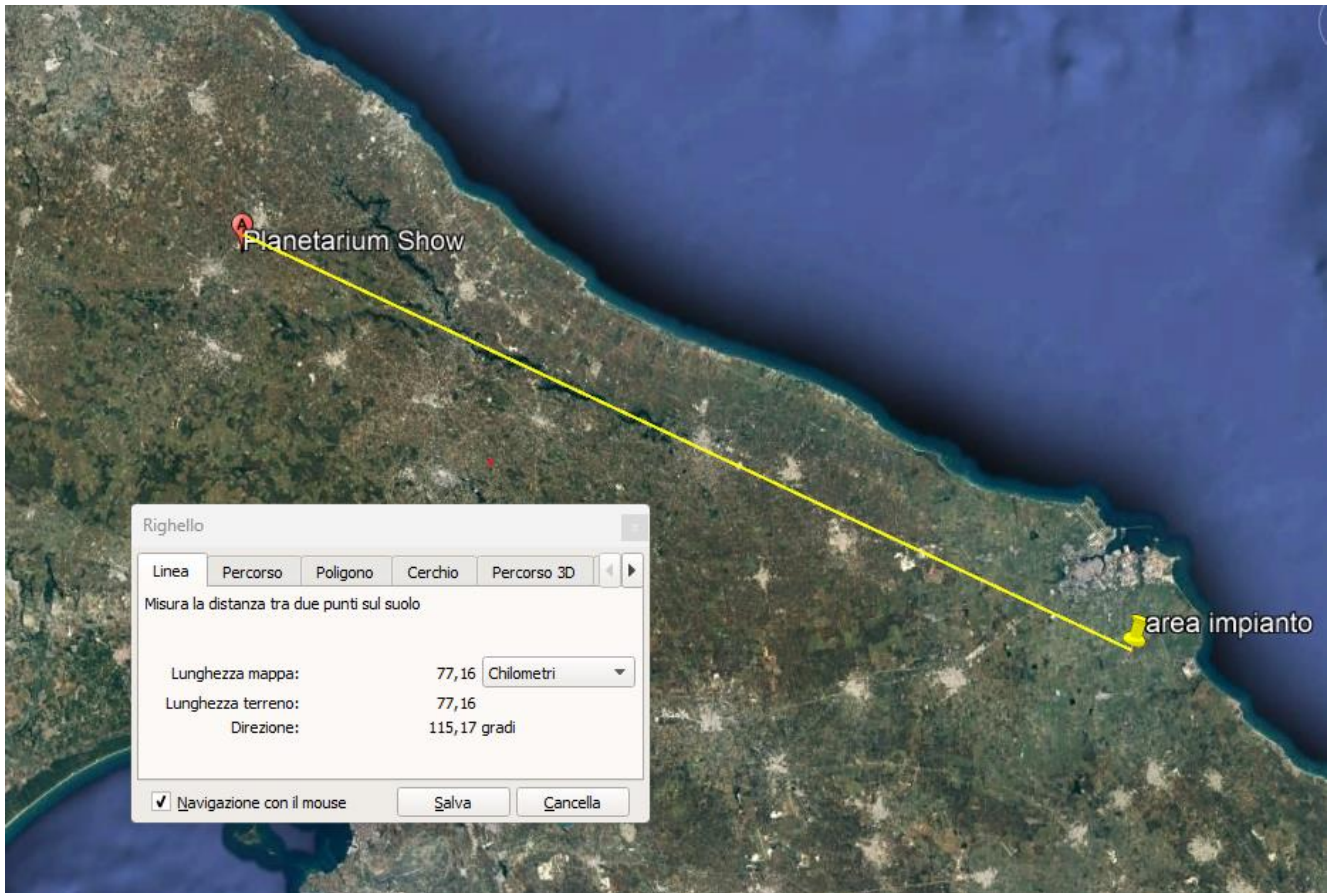 A
Planetarium Show
area impianto
Righello
Linea Percorso Poligono Cerchio Percorso 3D
Misura la distanza tra due punti sul suolo
Lunghezza mappa: 77,16 Chilometri
Lunghezza terreno: 77,16
Direzione: 115,17 gradi
Navigazione con il mouse Salva Cancella